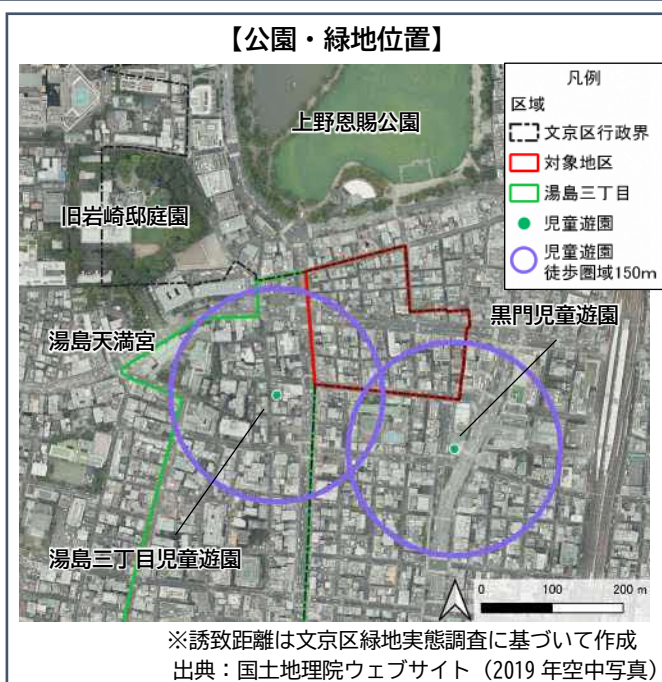 【公園・緑地位置】
上野恩賜公園
旧岩崎邸庭園
湯島天満宮
黒門児童遊園
湯島三丁目児童遊園
凡例
区域
文京区行政界
対象地区
湯島三丁目
児童遊園
児童遊園
徒歩圏域150m
0 100 200 m
※誘致距離は文京区緑地実態調査に基づいて作成
出典：国土地理院ウェブサイト（2019 年空中写真）